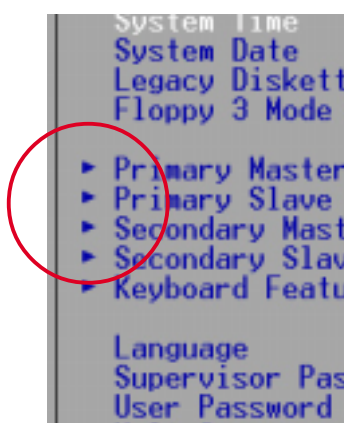 System Time
System Date
Legacy Diskett
Floppy 3 Mode
Primary Master
Primary Slave
Secondary Mast
Secondary Slav
Keyboard Featu
Language
Supervisor Pas
User Password